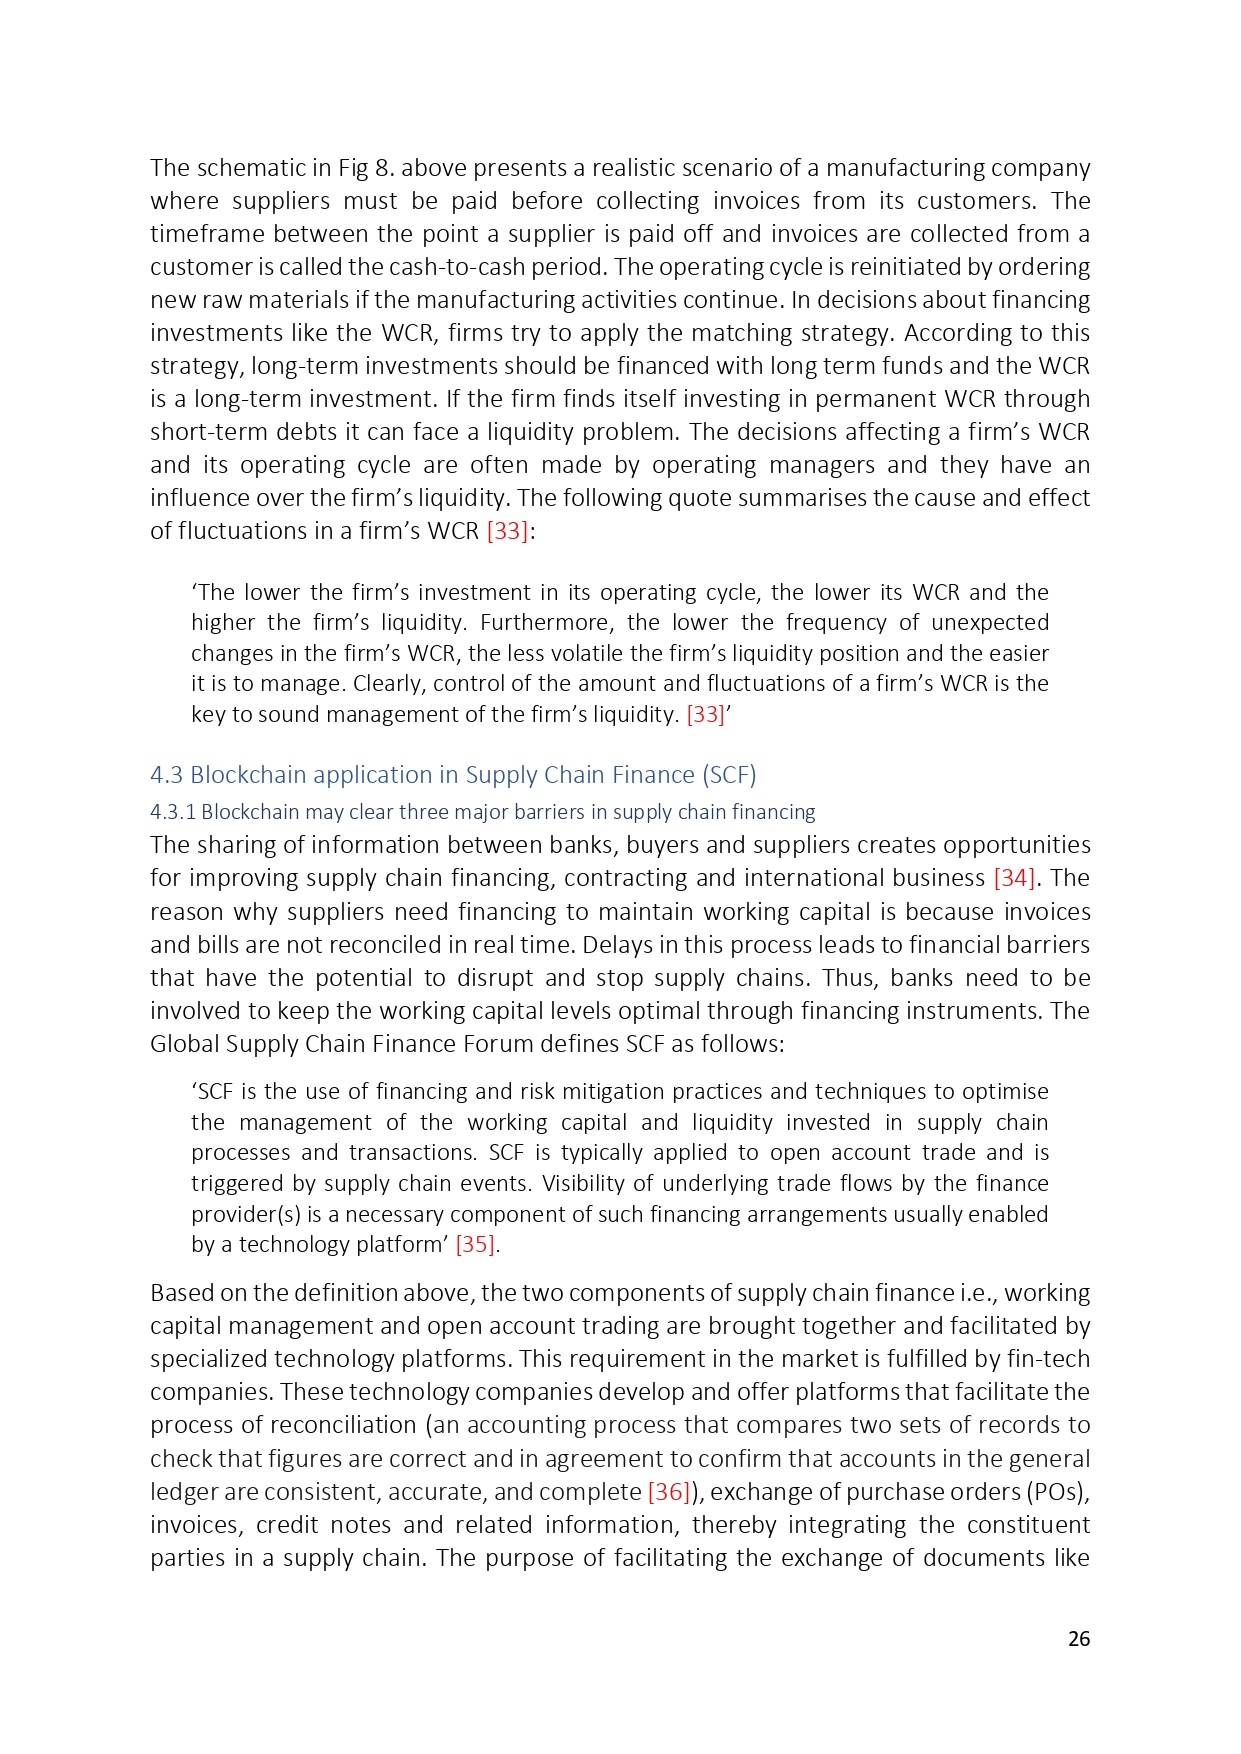 The schematic in Fig 8. above presents a realistic scenario of a manufacturing company
where suppliers must be paid before collecting invoices from its customers. The
timeframe between the point a supplier is paid off and invoices are collected from a
customer is called the cash-to-cash period. The operating cycle is reinitiated by ordering
new raw materials if the manufacturing activities continue. In decisions about financing
investments like the WCR, firms try to apply the matching strategy. According to this
strategy, long-term investments should be financed with long term funds and the WCR
is a long-term investment. If the firm finds itself investing in permanent WCR through
short-term debts it can face a liquidity problem. The decisions affecting a firm’s WCR
and its operating cycle are often made by operating managers and they have an
influence over the firm’s liquidity. The following quote summarises the cause and effect
of fluctuations in a firm’s WCR [33]:
‘The lower the firm’s investment in its operating cycle, the lower its WCR and the
higher the firm’s liquidity. Furthermore, the lower the frequency of unexpected
changes in the firm’s WCR, the less volatile the firm’s liquidity position and the easier
it is to manage. Clearly, control of the amount and fluctuations of a firm’s WCR is the
key to sound management of the firm’s liquidity. [33]’
4.3 Blockchain application in Supply Chain Finance (SCF)
4.3.1 Blockchain may clear three major barriers in supply chain financing
The sharing of information between banks, buyers and suppliers creates opportunities
for improving supply chain financing, contracting and international business [34]. The
reason why suppliers need financing to maintain working capital is because invoices
and bills are not reconciled in real time. Delays in this process leads to financial barriers
that have the potential to disrupt and stop supply chains. Thus, banks need to be
involved to keep the working capital levels optimal through financing instruments. The
Global Supply Chain Finance Forum defines SCF as follows:
‘SCF is the use of financing and risk mitigation practices and techniques to optimise
the management of the working capital and liquidity invested in supply chain
processes and transactions. SCF is typically applied to open account trade and is
triggered by supply chain events. Visibility of underlying trade flows by the finance
provider(s) is a necessary component of such financing arrangements usually enabled
by a technology platform’ [35].
Based on the definition above, the two components of supply chain finance i.e., working
capital management and open account trading are brought together and facilitated by
specialized technology platforms. This requirement in the market is fulfilled by fin-tech
companies. These technology companies develop and offer platforms that facilitate the
process of reconciliation (an accounting process that compares two sets of records to
check that figures are correct and in agreement to confirm that accounts in the general
ledger are consistent, accurate, and complete [36]), exchange of purchase orders (POs),
invoices, credit notes and related information, thereby integrating the constituent
parties in a supply chain. The purpose of facilitating the exchange of documents like
26